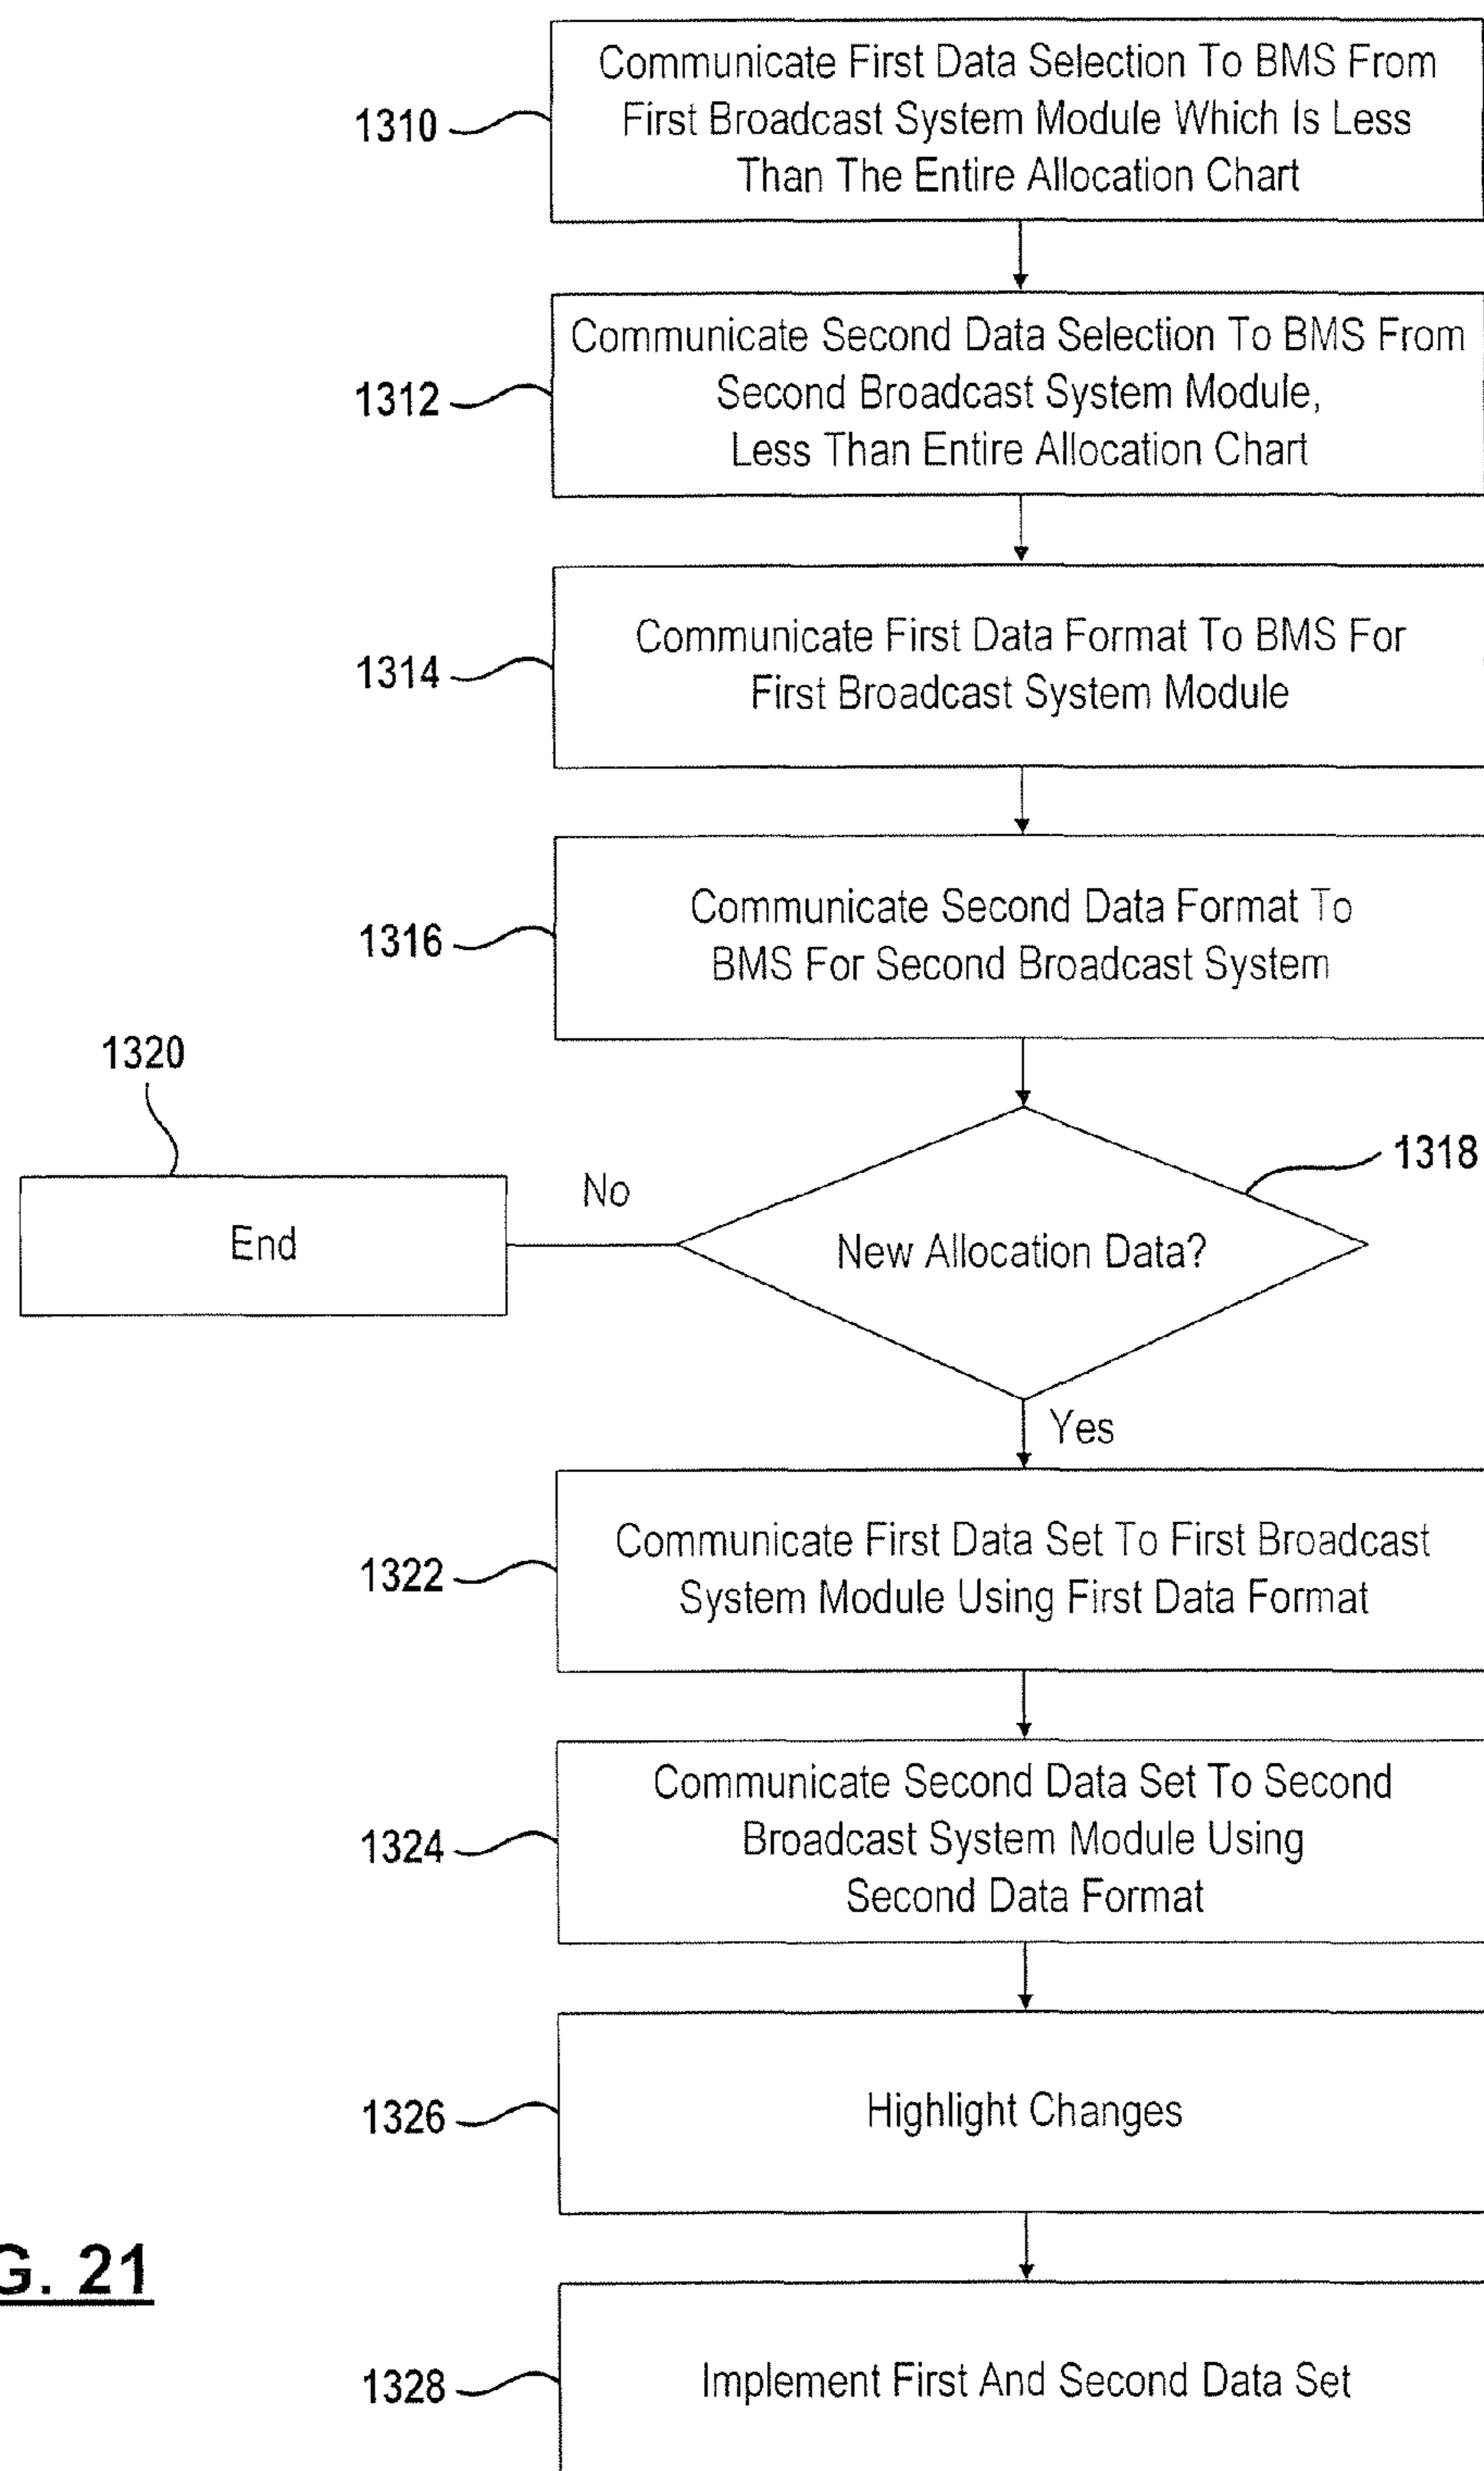 Communicate First Data Selection To BMS From
First Broadcast System Module Which Is Less
Than The Entire Allocation Chart
1310
Communicate Second Data Selection To BMS From
Second Broadcast System Module,
Less Than Entire Allocation Chart
1312
Communicate First Data Format To BMS For
First Broadcast System Module
1314
Communicate Second Data Format To
BMS For Second Broadcast System
1316
1320
1318
No
End
New Allocation Data?
Yes
Communicate First Data Set To First Broadcast
System Module Using First Data Format
1322
Communicate Second Data Set To Second
Broadcast System Module Using
Second Data Format
1324
Highlight Changes
1326
G. 21
Implement First And Second Data Set
1328